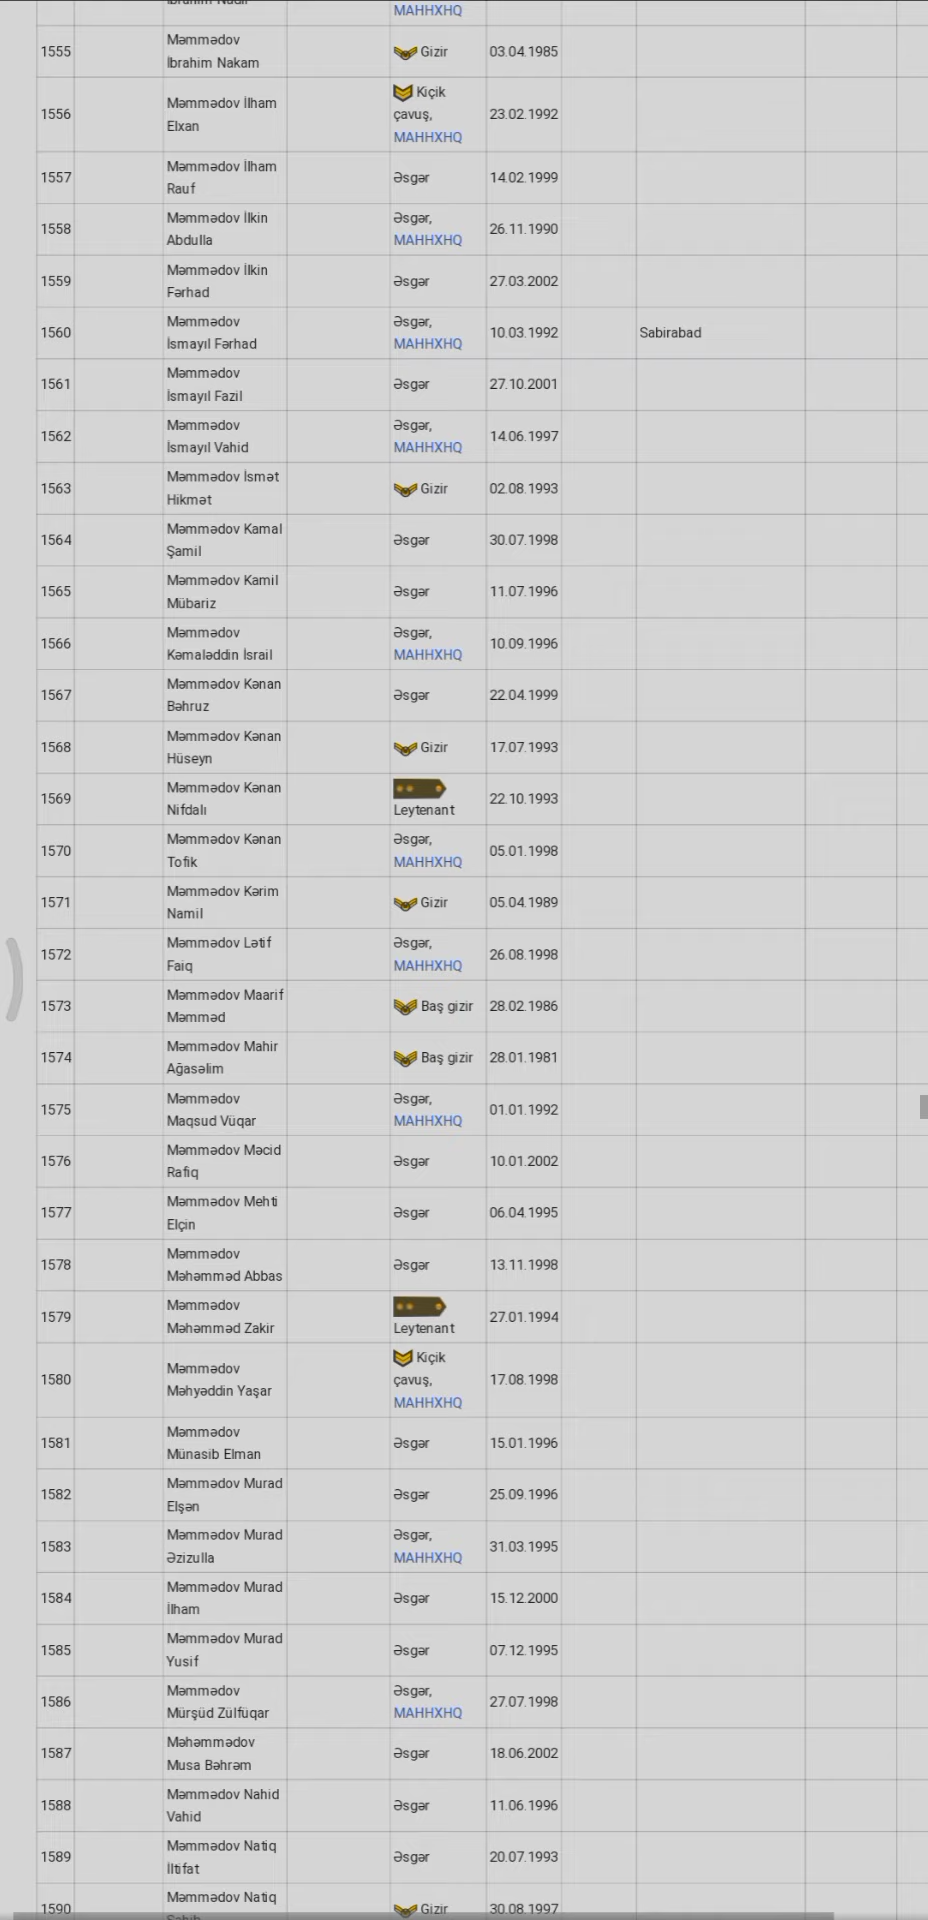 MAHHXHQ
1555 Məmmədov
İbrahim Nakam Gizir 03.04.1985
1556 Məmmədov İlham
Elxan Kiçik
çavuş,
MAHHXHQ 23.02.1992
1557 Məmmədov İlham
Rauf Əsgər 14.02.1999
1558 Məmmədov İlkin
Abdulla Əsgər,
MAHHXHQ 26.11.1990
1559 Məmmədov İlkin
Fərhad Əsgər 27.03.2002
1560 Məmmədov
İsmayıl Fərhad Əsgər,
MAHHXHQ 10.03.1992 Sabirabad
1561 Məmmədov
İsmayıl Fazil Əsgər 27.10.2001
1562 Məmmədov
İsmayıl Vahid Əsgər,
MAHHXHQ 14.06.1997
1563 Məmmədov İsmət
Hikmət Gizir 02.08.1993
1564 Məmmədov Kamal
Şamil Əsgər 30.07.1998
1565 Məmmədov Kamil
Mübariz Əsgər 11.07.1996
1566 Məmmədov
Kəmaləddin İsrail Əsgər,
MAHHXHQ 10.09.1996
1567 Məmmədov Kənan
Bəhruz Əsgər 22.04.1999
1568 Məmmədov Kənan
Hüseyn Gizir 17.07.1993
1569 Məmmədov Kənan
Nifdalı Leytenant 22.10.1993
1570 Məmmədov Kənan
Tofik Əsgər,
MAHHXHQ 05.01.1998
1571 Məmmədov Kərim
Namil Gizir 05.04.1989
1572 Məmmədov Lətif
Faiq Əsgər,
MAHHXHQ 26.08.1998
1573 Məmmədov Maarif
Məmməd Baş gizir 28.02.1986
1574 Məmmədov Mahir
Ağasəlim Baş gizir 28.01.1981
1575 Məmmədov
Maqsud Vüqar Əsgər,
MAHHXHQ 01.01.1992
1576 Məmmədov Məcid
Rafiq Əsgər 10.01.2002
1577 Məmmədov Mehti
Elçin Əsgər 06.04.1995
1578 Məmmədov
Məhəmməd Abbas Əsgər 13.11.1998
1579 Məmmədov
Məhəmməd Zakir Leytenant 27.01.1994
1580 Məmmədov
Məhyəddin Yaşar Kiçik
çavuş,
MAHHXHQ 17.08.1998
1581 Məmmədov
Münasib Elman Əsgər 15.01.1996
1582 Məmmədov Murad
Elşən Əsgər 25.09.1996
1583 Məmmədov Murad
Əzizulla Əsgər,
MAHHXHQ 31.03.1995
1584 Məmmədov Murad
İlham Əsgər 15.12.2000
1585 Məmmədov Murad
Yusif Əsgər 07.12.1995
1586 Məmmədov
Mürşüd Zülfüqar Əsgər,
MAHHXHQ 27.07.1998
1587 Məhəmmədov
Musa Bəhrəm Əsgər 18.06.2002
1588 Məmmədov Nahid
Vahid Əsgər 11.06.1996
1589 Məmmədov Natiq
İltifat Əsgər 20.07.1993
1590 Məmmədov Natiq
Gizir 30.08.1997